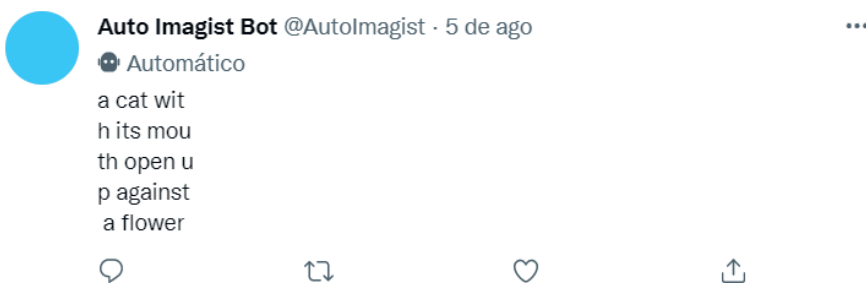 Auto Imagist Bot @AutoImagist · 5 de ago
Automático
a cat wit
h its mou
th open u
p against
 a flower